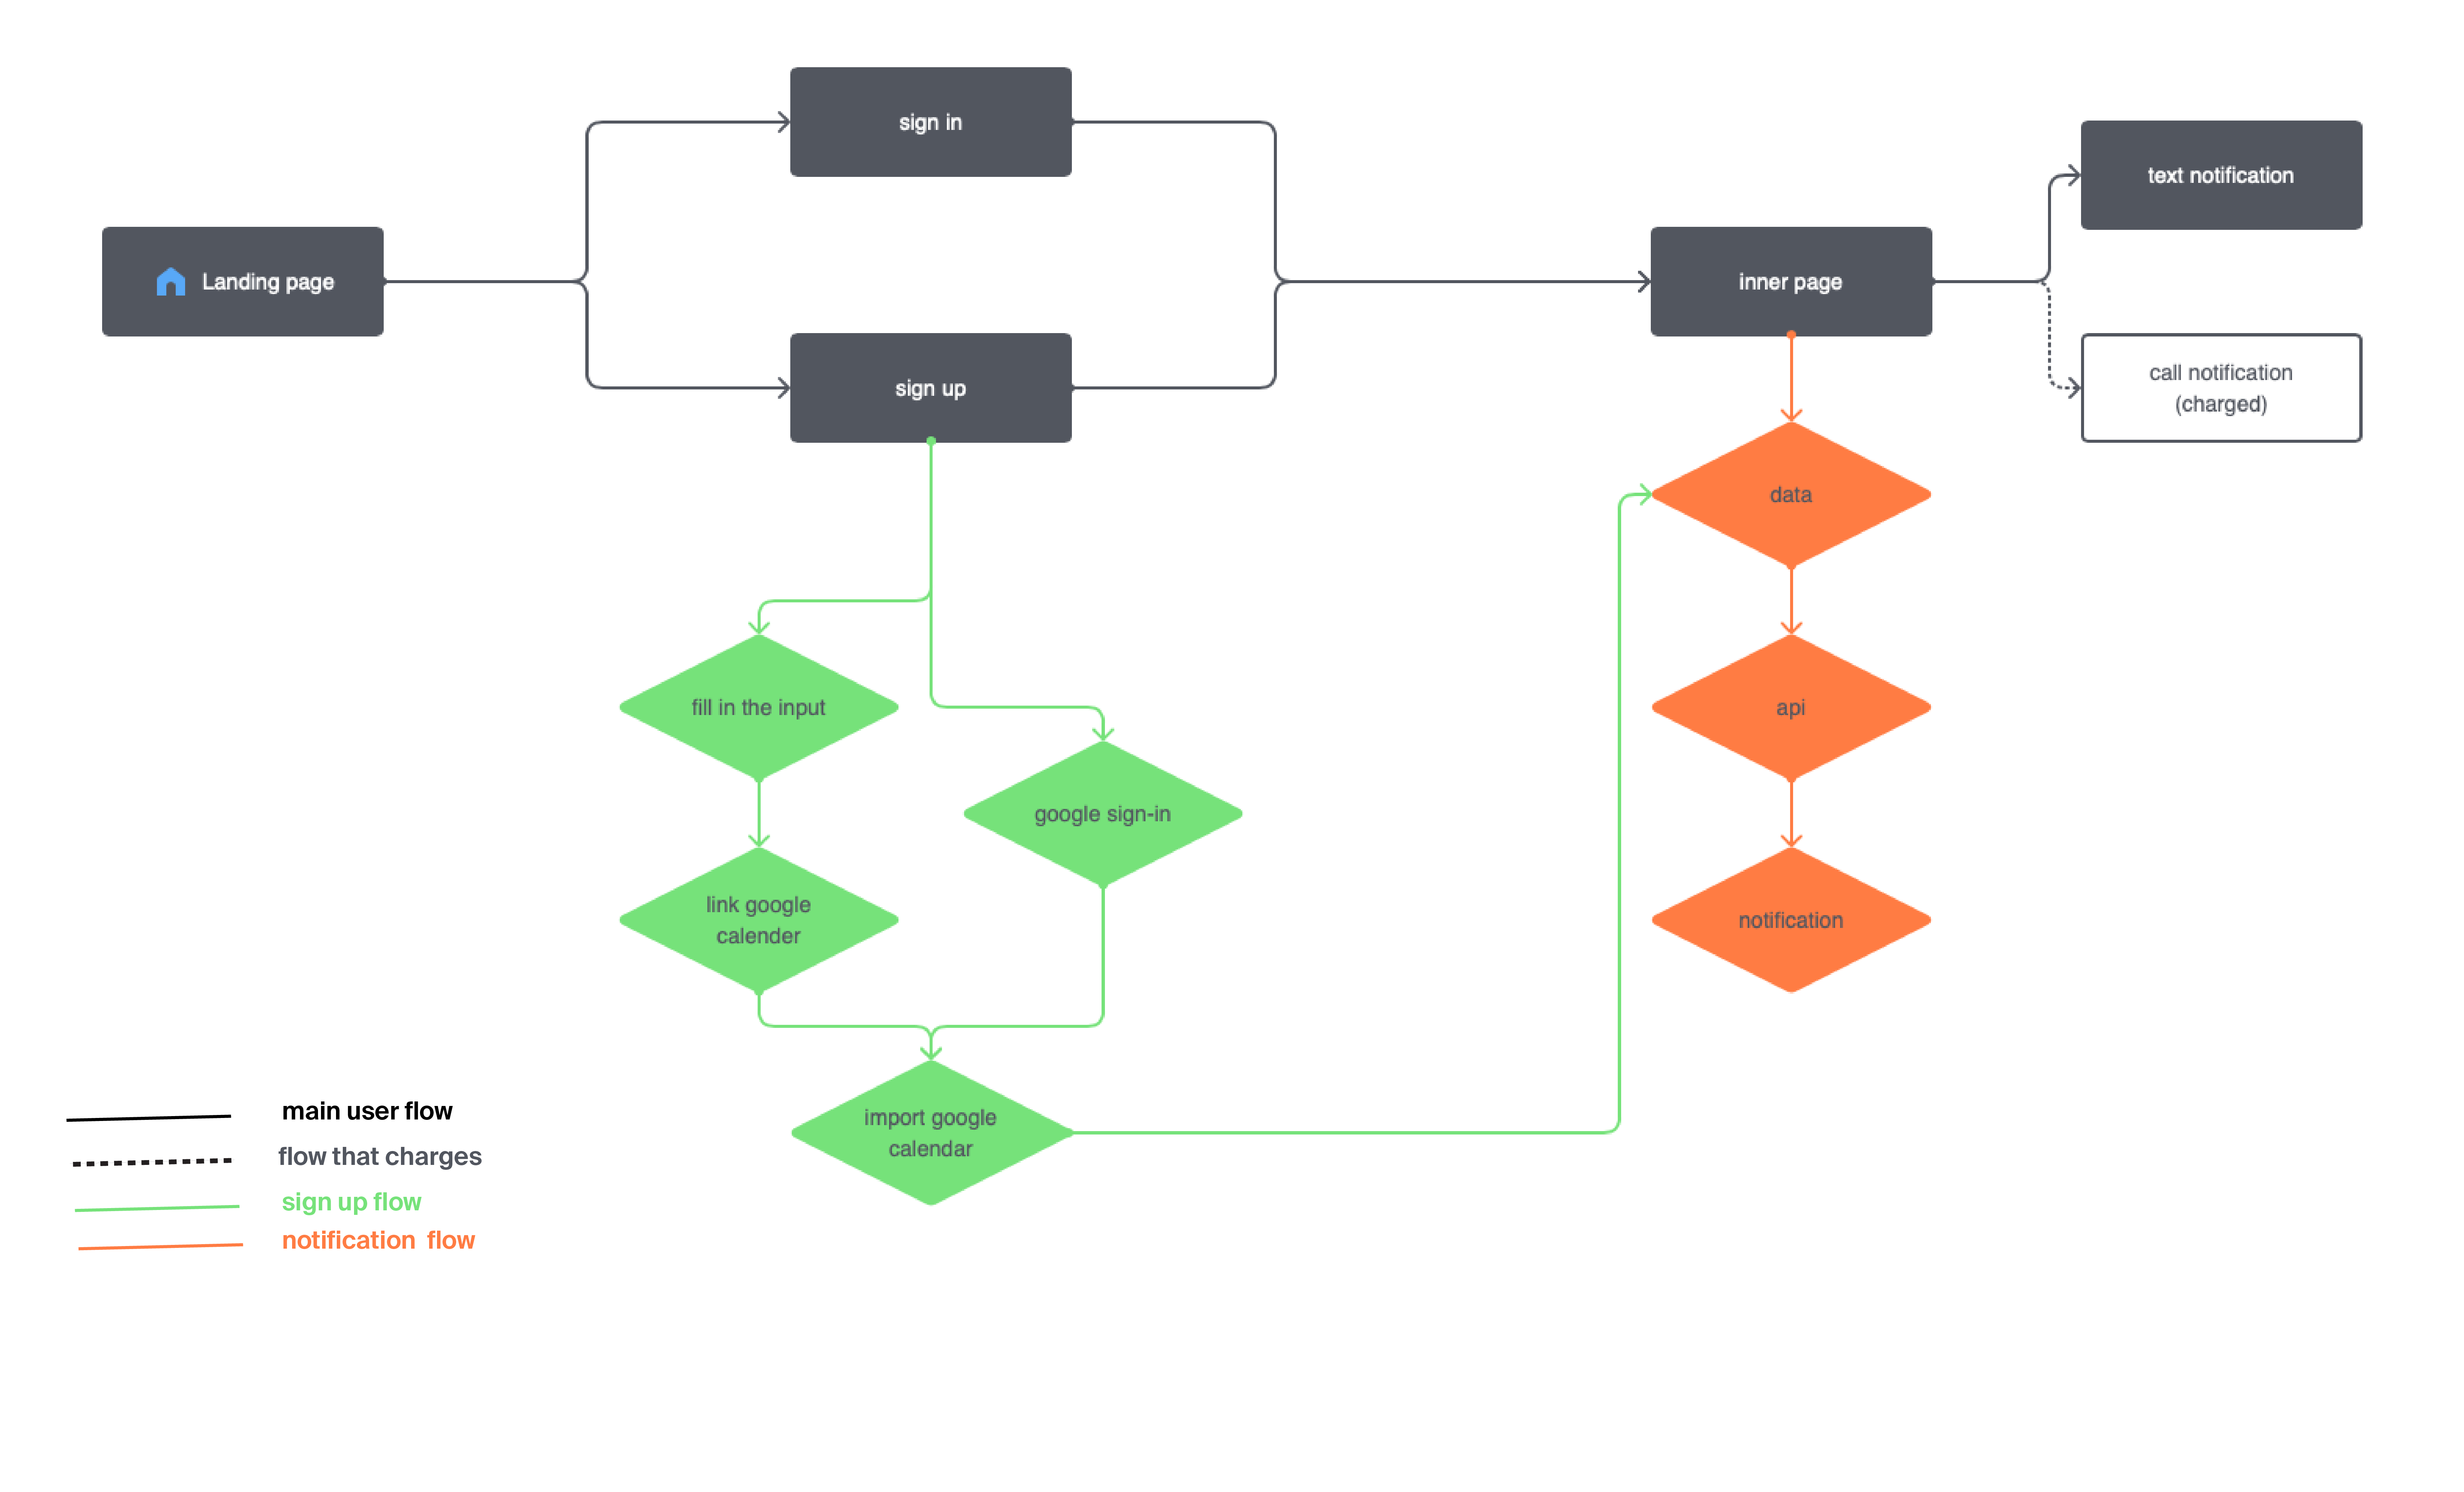 sign in
Landing page
sign up
inner page
text notification
call notification
(charged)
data
fill in the input
api
google sign-in
link google
calender
notification
import google
calendar
main user flow
flow that charges
sign up flow
notification flow